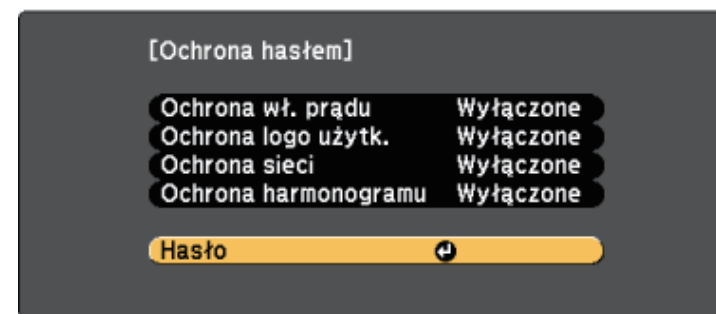 [Ochrona hasłem]
Ochrona wł. prądu Wyłączone
Ochrona logo użytk. Wyłączone
Ochrona sieci Wyłączone
Ochrona harmonogramu Wyłączone
Hasło